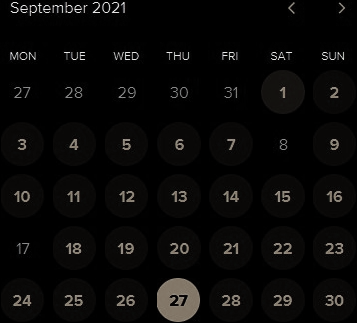 September 2021
MON TUE WED THU FRI SAT SUN
27 28 29 30 31 1 2
3 4 5 6 7 8 9
10 11 12 13 14 15 16
17 18 19 20 21 22 23
24 25 26 27 28 29 30